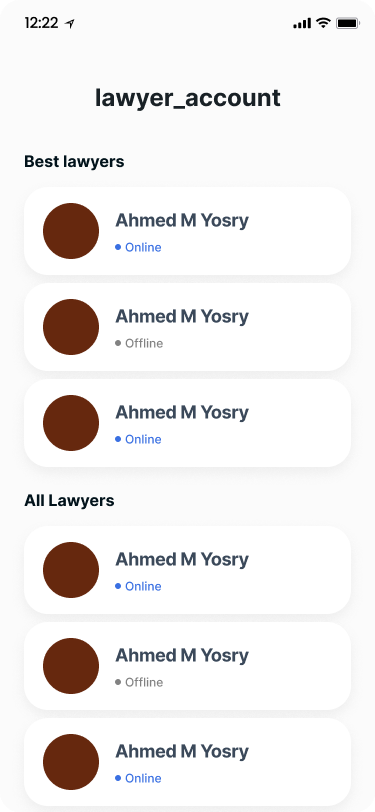 12:22
lawyer_account
Best lawyers
Ahmed M Yosry
Online
Ahmed M Yosry
Offline
Ahmed M Yosry
Online
All Lawyers
Ahmed M Yosry
Online
Ahmed M Yosry
Offline
Ahmed M Yosry
Online